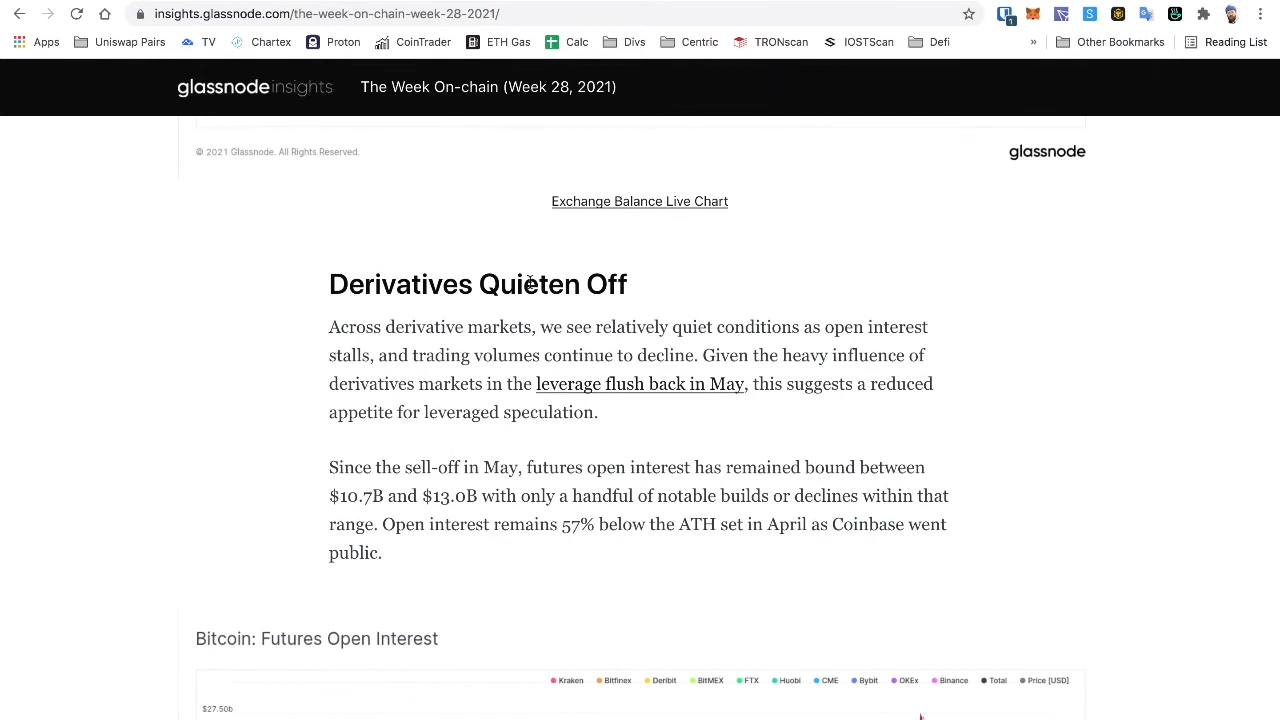 insights.glassnode.com/the-week-on-chain-week-28-2021/
1
Apps Uniswap Pairs TV Chartex Proton CoinTrader ETH Gas Calc Divs Centric TRONscan IOSTScan Defi » Other Bookmarks Reading List
glassnodeinsights The Week On-chain (Week 28, 2021)
© 2021 Glassnode. All Rights Reserved. glassnode
Exchange Balance Live Chart
Derivatives Quieten Off
Across derivative markets, we see relatively quiet conditions as open interest
stalls, and trading volumes continue to decline. Given the heavy influence of
derivatives markets in the leverage flush back in May, this suggests a reduced
appetite for leveraged speculation.
Since the sell-off in May, futures open interest has remained bound between
$10.7B and $13.0B with only a handful of notable builds or declines within that
range. Open interest remains 57% below the ATH set in April as Coinbase went
public.
Bitcoin: Futures Open Interest
Kraken Bitfinex Deribit BitMEX FTX Huobi CME Bybit OKEx Binance Total Price [USD]
$27.50b